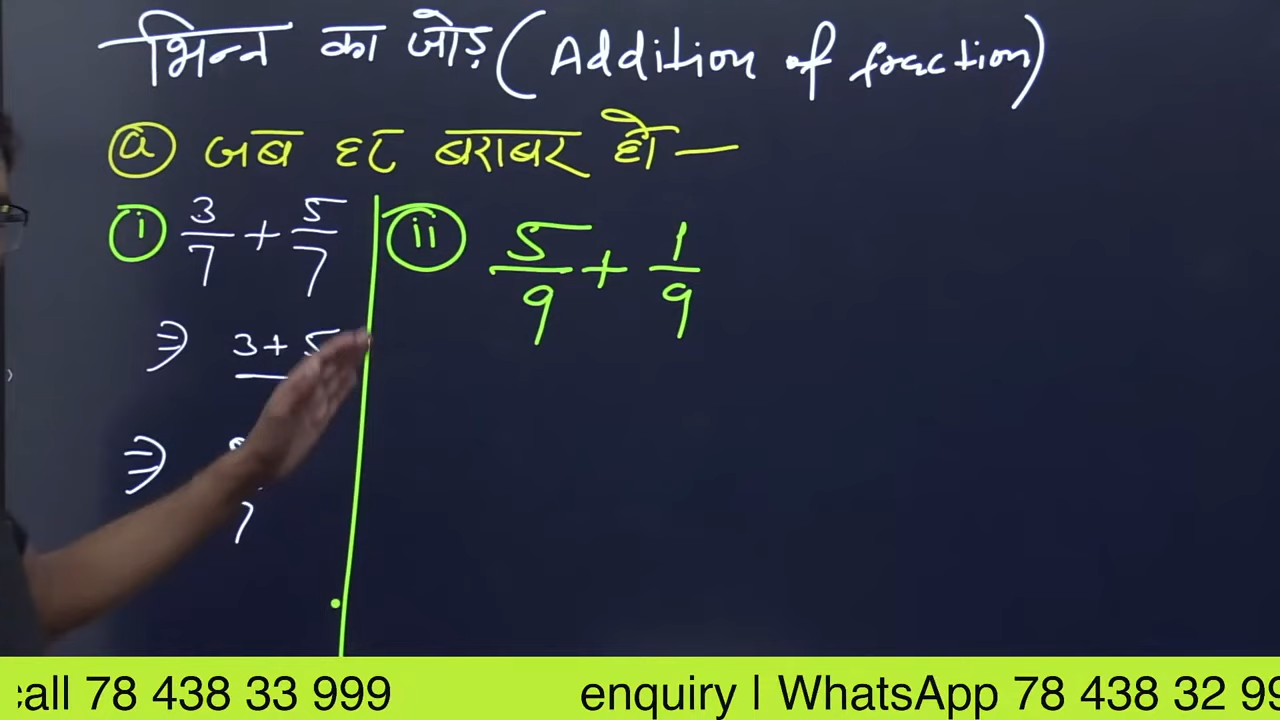 भिन्न का जोड़ (Addition of fraction)
(a) जब हर बराबर हो —
(i) 3/7 + 5/7
⇒ 3 + 5
⇒
7
(ii) 5/9 + 1/9
call 78 438 33 999 enquiry | WhatsApp 78 438 32 99